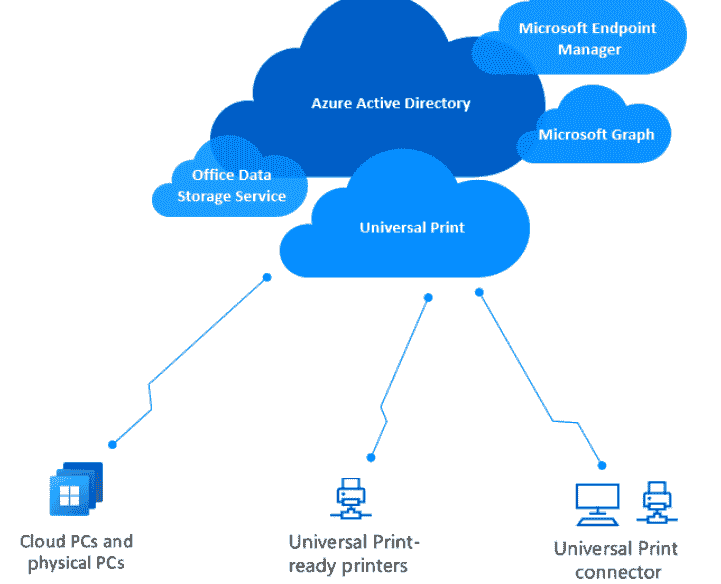 Microsoft Endpoint
Manager
Azure Active Directory
Microsoft Graph
Office Data
Storage Service
Universal Print
Cloud PCs and
physical PCs
Universal Print-
ready printers
Universal Print
connector